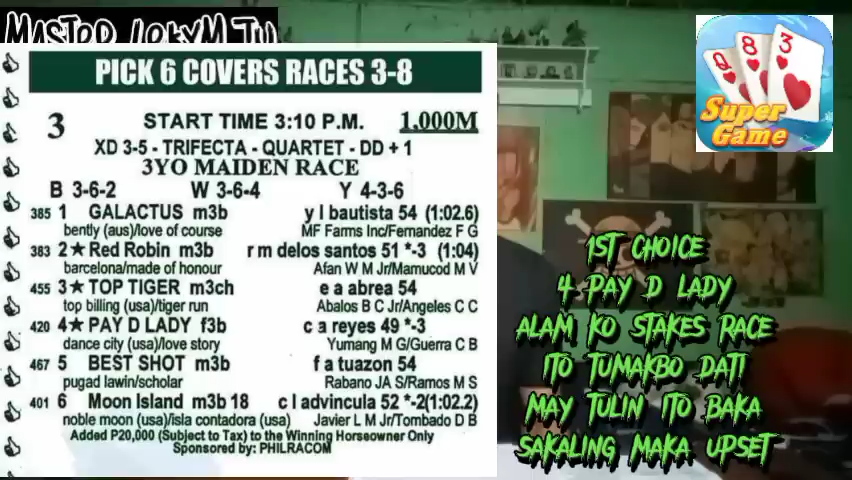 MASTOR LOKYM TV
PICK 6 COVERS RACES 3-8
3 START TIME 3:10 P.M. 1,000M
XD 3-5 - TRIFECTA - QUARTET - DD + 1
3YO MAIDEN RACE
B 3-6-2 W 3-6-4 Y 4-3-6
385 1 GALACTUS m3b y l bautista 54 (1:02.6)
bently (aus)/love of course MF Farms Inc/Fernandez F G
383 2★ Red Robin m3b r m delos santos 51 *-3 (1:04)
barcelona/made of honour Afan W M Jr/Mamucod M V
455 3★ TOP TIGER m3ch e a abrea 54
top billing (usa)/tiger run Abalos B C Jr/Angeles C C
420 4★ PAY D LADY f3b c a reyes 49 *-3
dance city (usa)/love story Yumang M G/Guerra C B
467 5 BEST SHOT m3b f a tuazon 54
pugad lawin/scholar Rabano JA S/Ramos M S
401 6 Moon Island m3b 18 c l advincula 52 *-2(1:02.2)
noble moon (usa)/isla contadora (usa) Javier L M Jr/Tombado D B
Added P20,000 (Subject to Tax) to the Winning Horseowner Only
Sponsored by: PHILRACOM
Q 8 3
Super
Game
1ST CHOICE
4 PAY D LADY
ALAM KO STAKES RACE
ITO TUMAKBO DATI
MAY TULIN ITO BAKA
SAKALING MAKA UPSET